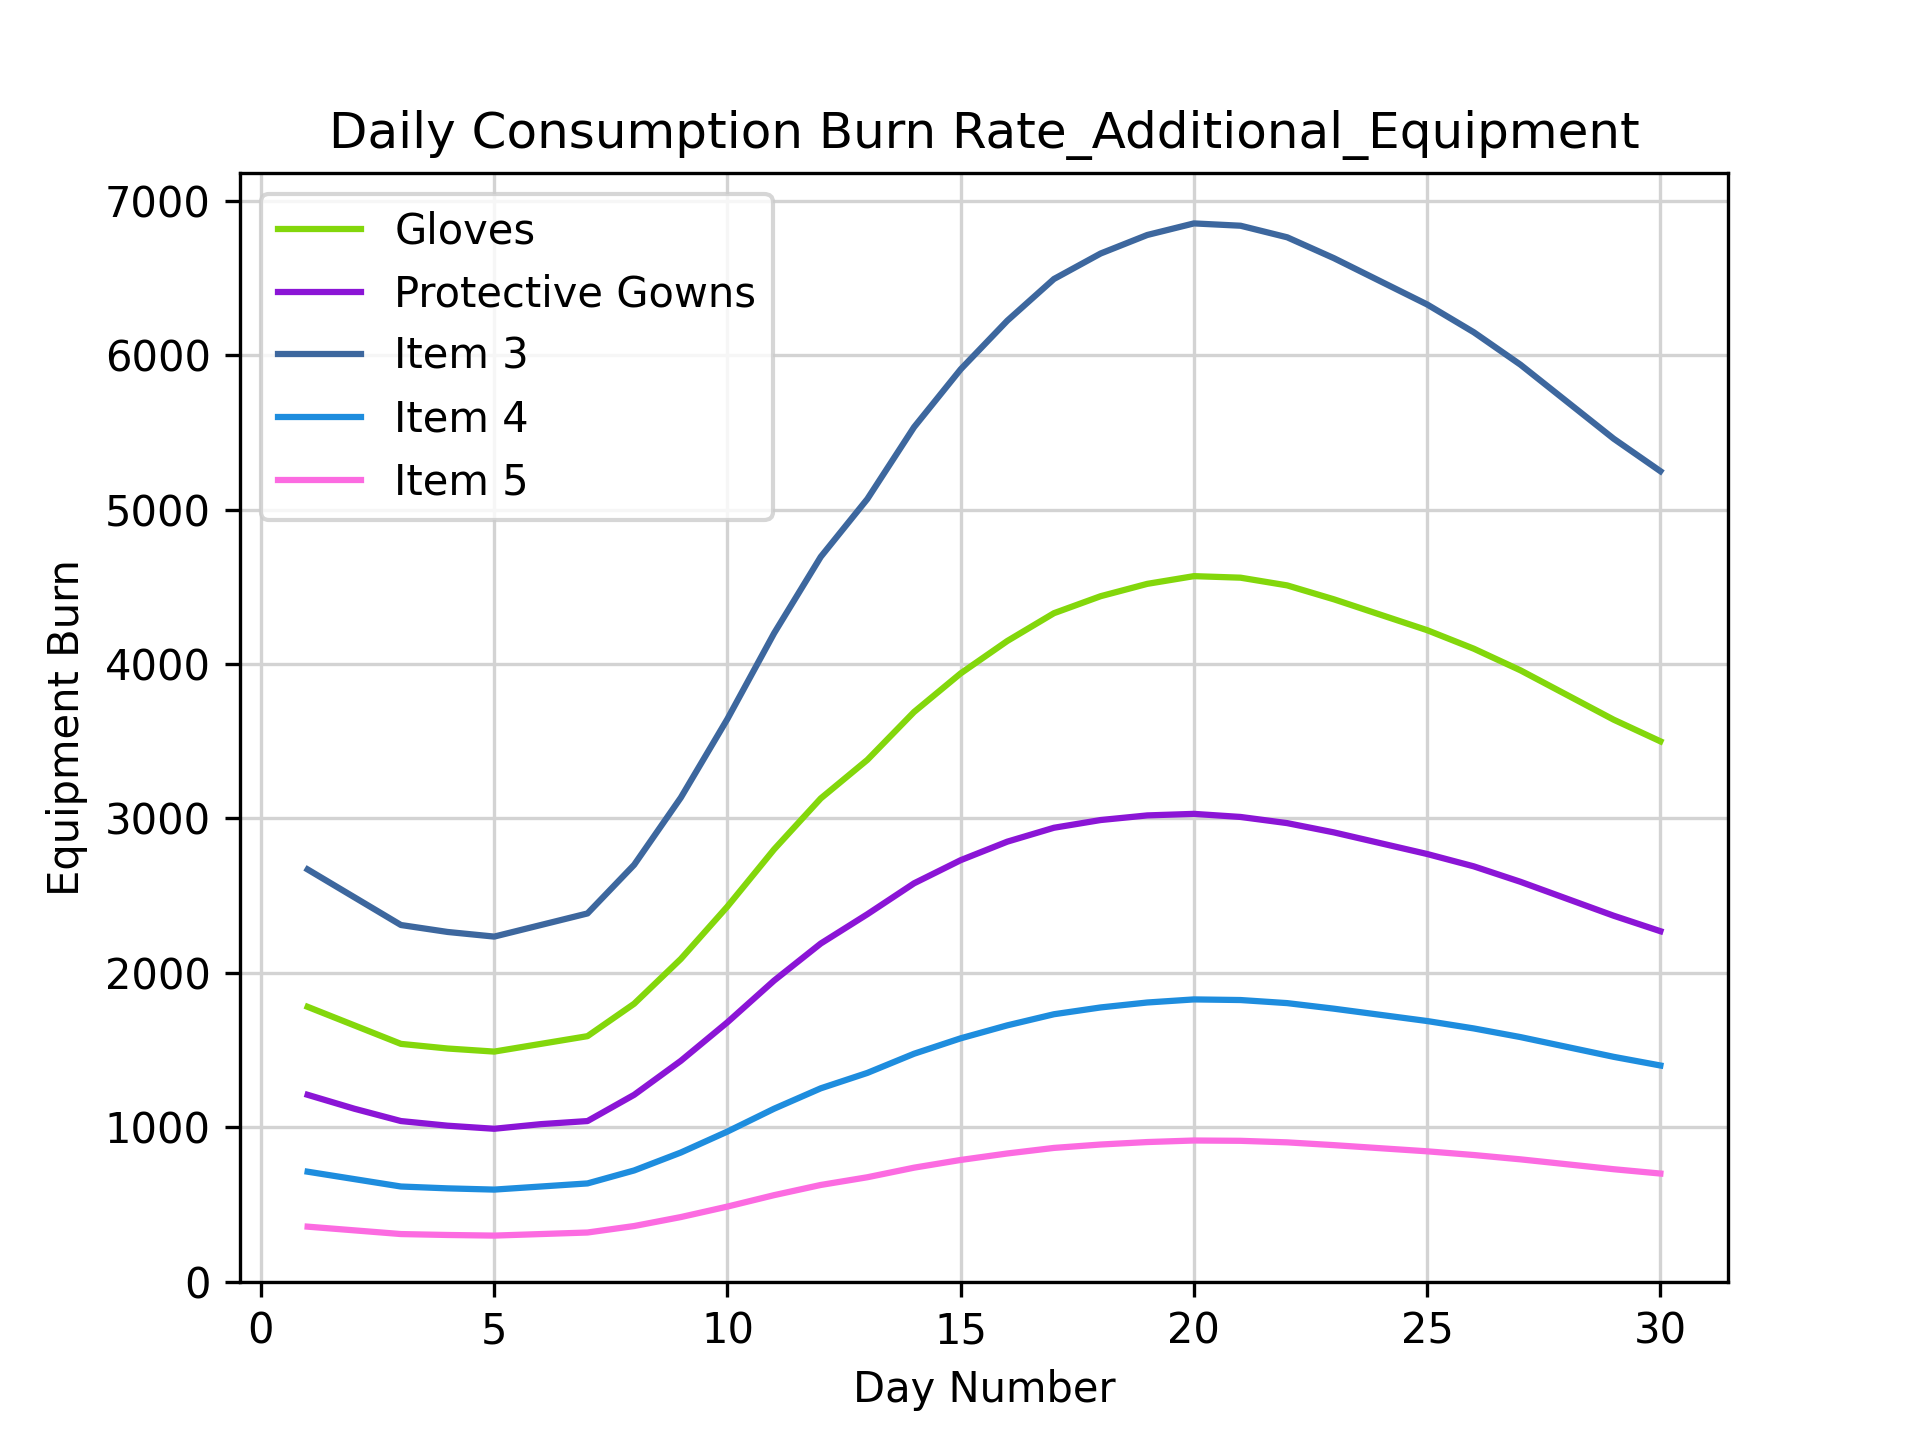 Daily Consumption Burn Rate_Additional_Equipment
Gloves
Protective Gowns
Item 3
Item 4
Item 5
7000
6000
5000
4000
3000
2000
1000
0
Equipment Burn
0 5 10 15 20 25 30
Day Number